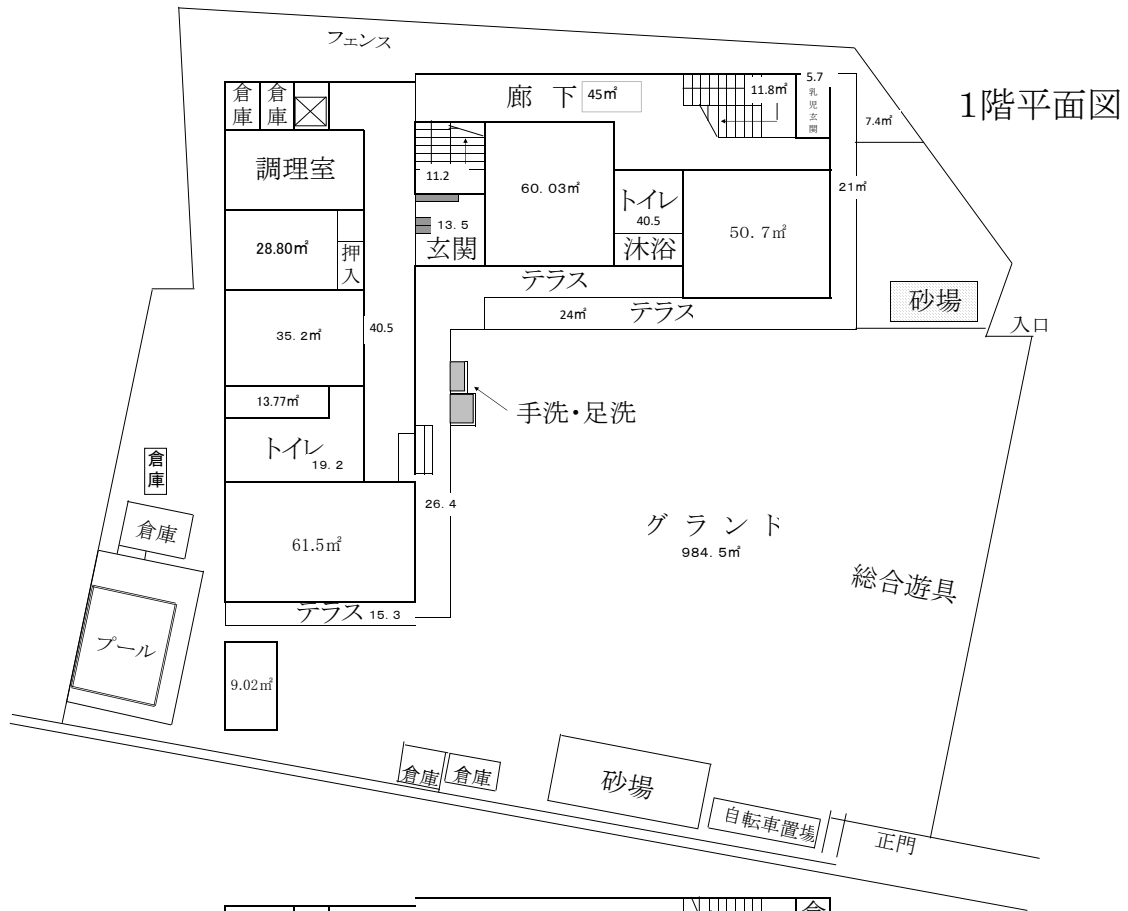 フェンス
1階平面図
倉庫
倉庫
廊 下
45㎡
11.8㎡
5.7
乳児玄関
7.4㎡
調理室
11.2
60.03㎡
トイレ
40.5
沐浴
50.7㎡
21㎡
28.80㎡
押入
13.5
玄関
テラス
24㎡
テラス
砂場
入口
35.2㎡
40.5
13.77㎡
手洗・足洗
トイレ
19.2
倉庫
倉庫
26.4
61.5㎡
グランド
984.5㎡
総合遊具
テラス
15.3
プール
9.02㎡
倉庫
倉庫
砂場
自転車置場
正門